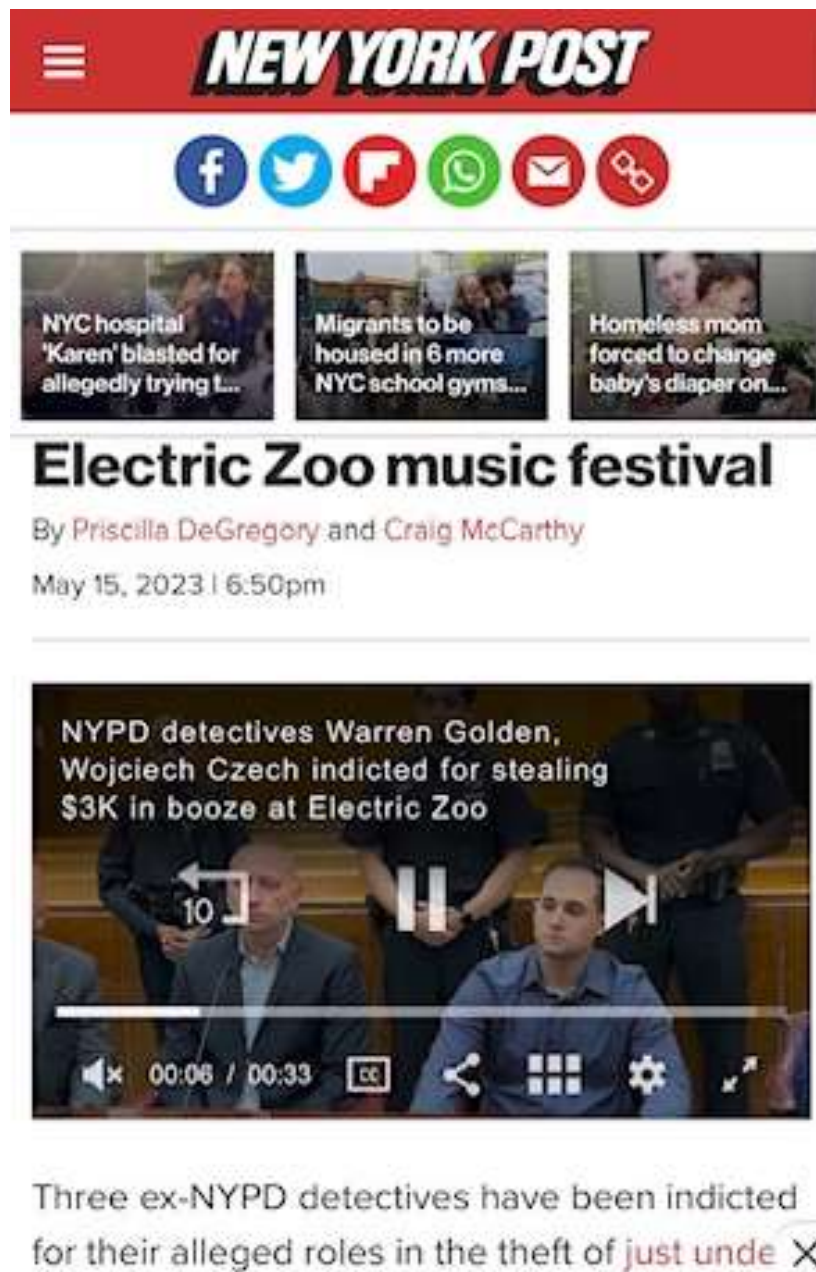 NEW YORK POST
NYC hospital
'Karen' blasted for
allegedly trying t...
Migrants to be
housed in 6 more
NYC school gyms...
Homeless mom
forced to change
baby's diaper on...
Electric Zoo music festival
By Priscilla DeGregory and Craig McCarthy
May 15, 2023 | 6:50pm
NYPD detectives Warren Golden,
Wojciech Czech indicted for stealing
$3K in booze at Electric Zoo
10
00:06 / 00:33
CC
Three ex-NYPD detectives have been indicted
for their alleged roles in the theft of just unde